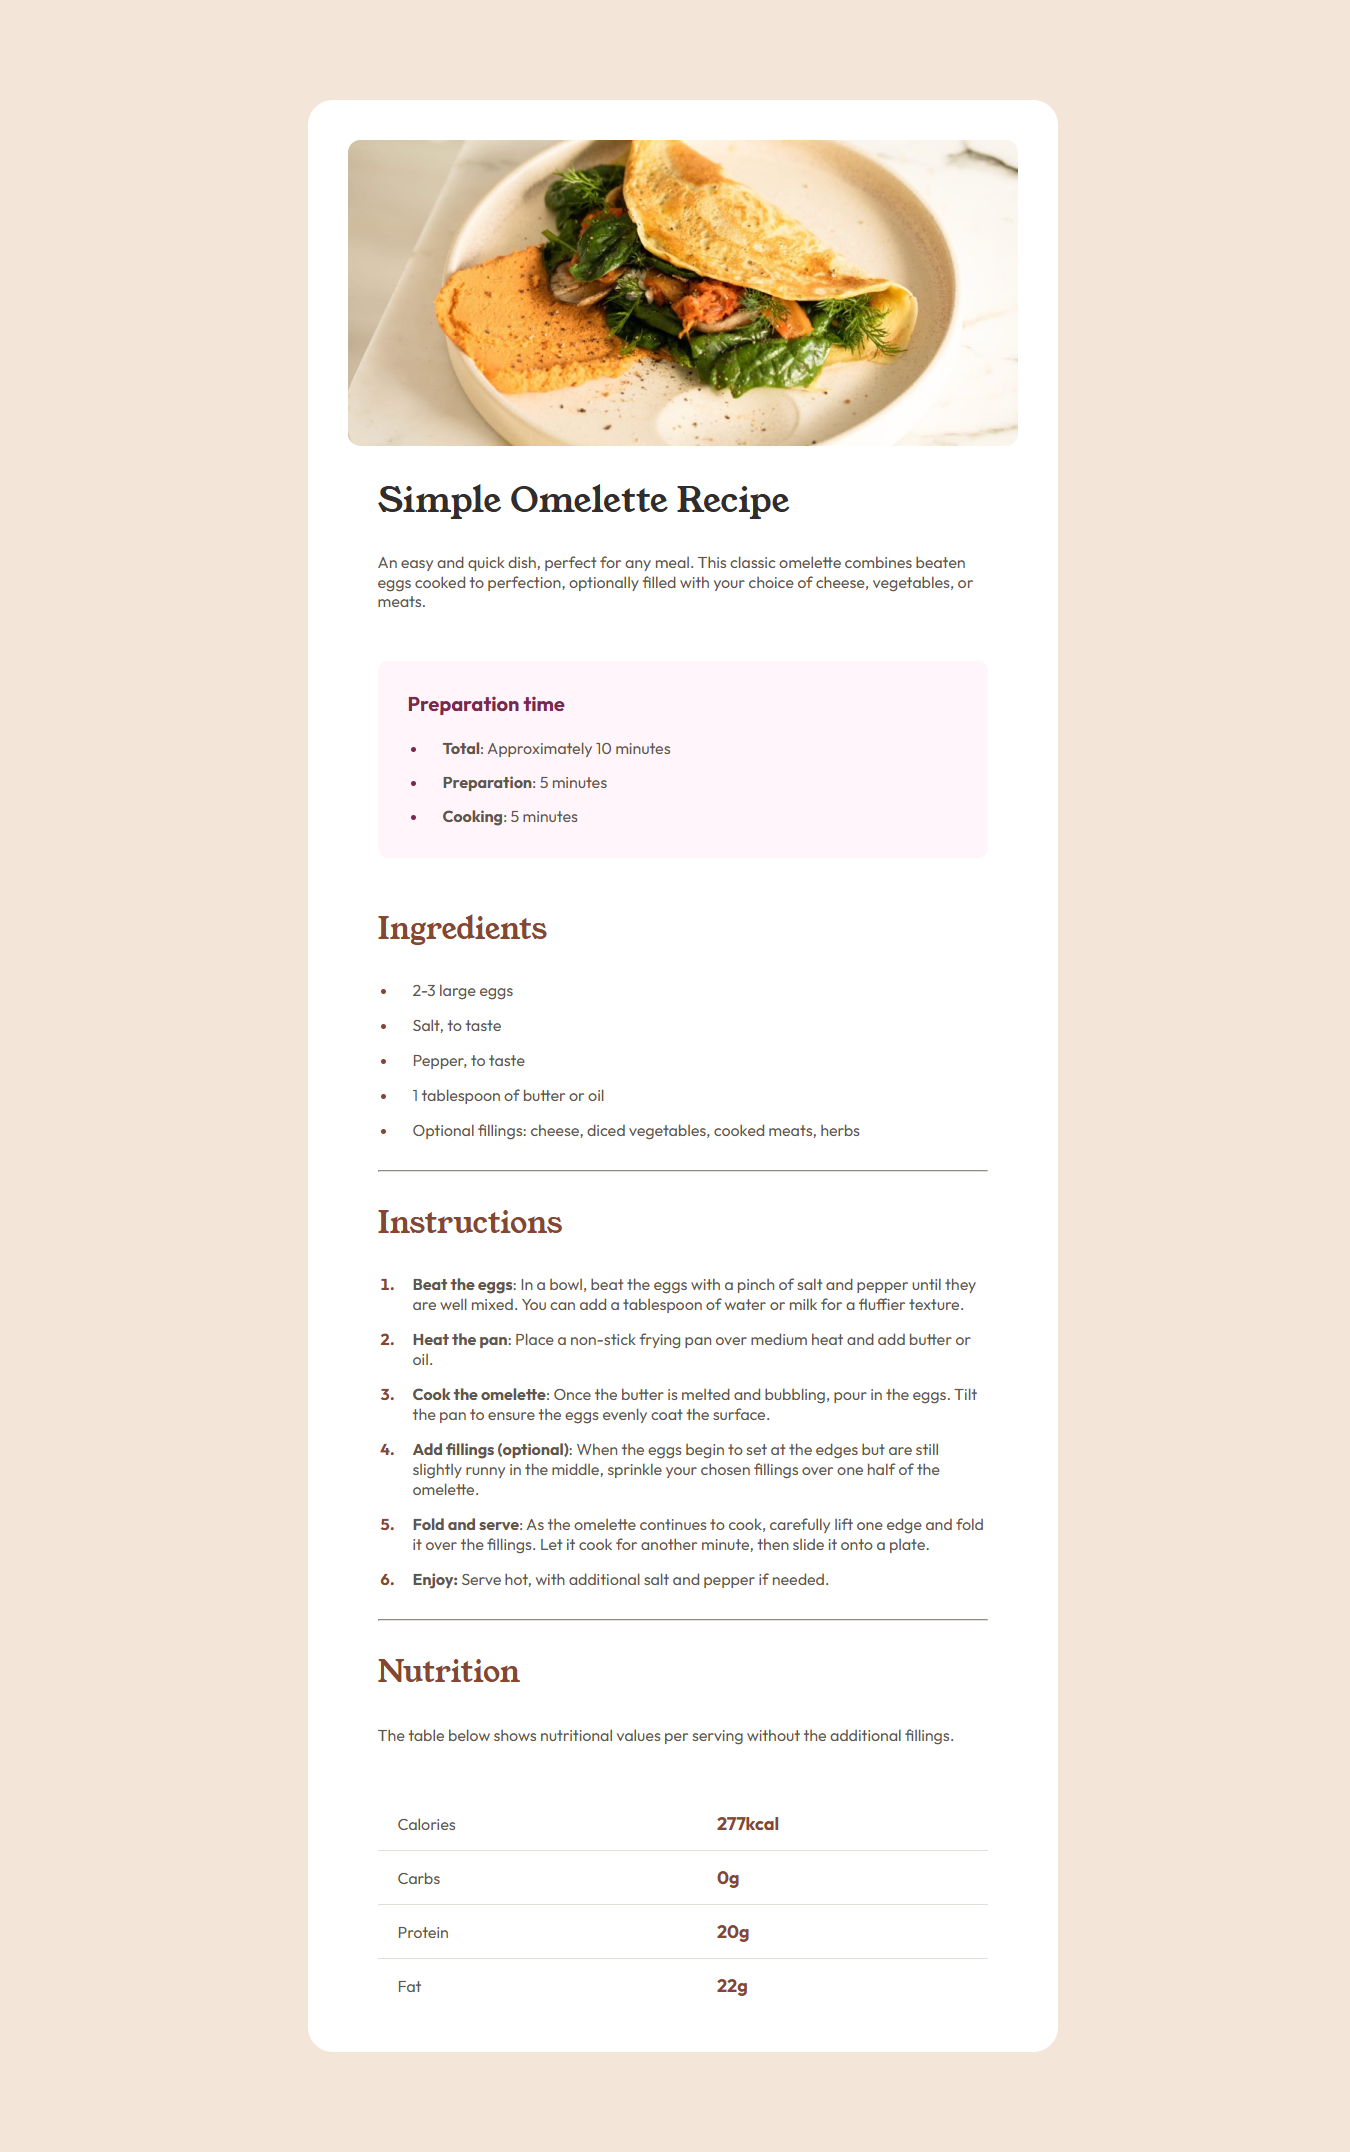 Simple Omelette Recipe
An easy and quick dish, perfect for any meal. This classic omelette combines beaten
eggs cooked to perfection, optionally filled with your choice of cheese, vegetables, or
meats.
Preparation time
• Total: Approximately 10 minutes
• Preparation: 5 minutes
• Cooking: 5 minutes
Ingredients
• 2-3 large eggs
• Salt, to taste
• Pepper, to taste
• 1 tablespoon of butter or oil
• Optional fillings: cheese, diced vegetables, cooked meats, herbs
Instructions
1. Beat the eggs: In a bowl, beat the eggs with a pinch of salt and pepper until they
are well mixed. You can add a tablespoon of water or milk for a fluffier texture.
2. Heat the pan: Place a non-stick frying pan over medium heat and add butter or
oil.
3. Cook the omelette: Once the butter is melted and bubbling, pour in the eggs. Tilt
the pan to ensure the eggs evenly coat the surface.
4. Add fillings (optional): When the eggs begin to set at the edges but are still
slightly runny in the middle, sprinkle your chosen fillings over one half of the
omelette.
5. Fold and serve: As the omelette continues to cook, carefully lift one edge and fold
it over the fillings. Let it cook for another minute, then slide it onto a plate.
6. Enjoy: Serve hot, with additional salt and pepper if needed.
Nutrition
The table below shows nutritional values per serving without the additional fillings.
Calories 277kcal
Carbs 0g
Protein 20g
Fat 22g